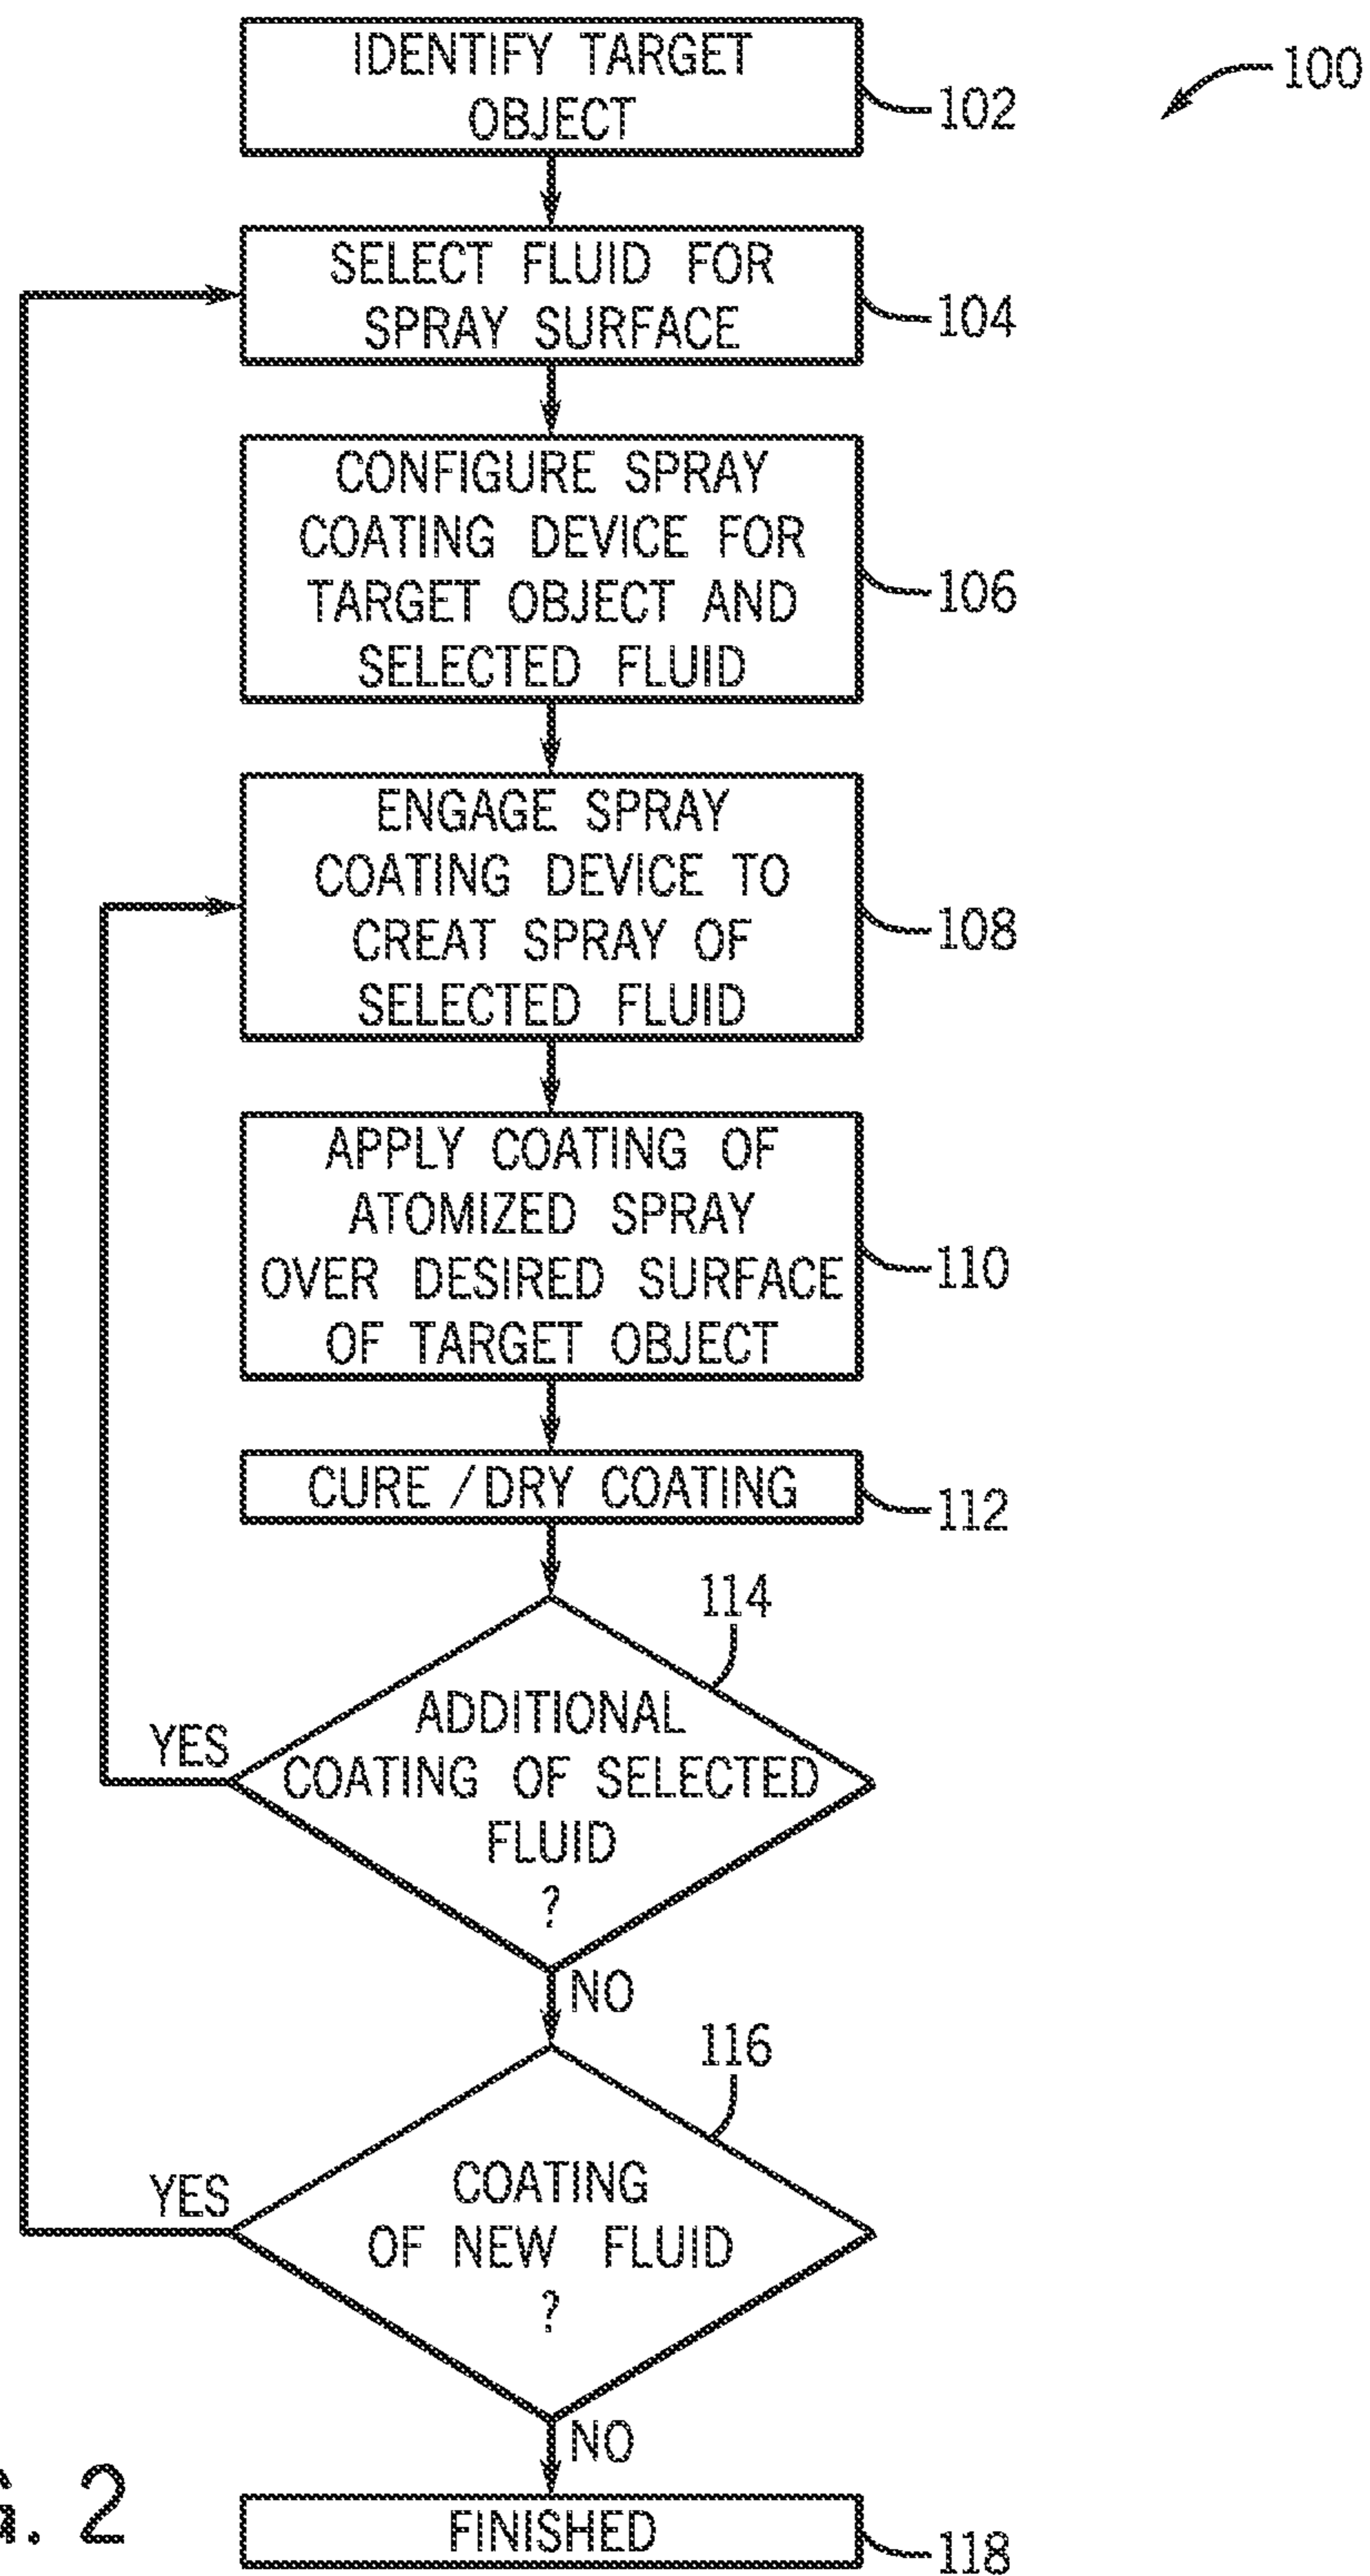 IDENTIFY TARGET
OBJECT
102
100
SELECT FLUID FOR
SPRAY SURFACE
104
CONFIGURE SPRAY
COATING DEVICE FOR
TARGET OBJECT AND
SELECTED FLUID
106
ENGAGE SPRAY
COATING DEVICE TO
CREAT SPRAY OF
SELECTED FLUID
108
APPLY COATING OF
ATOMIZED SPRAY
OVER DESIRED SURFACE
OF TARGET OBJECT
110
CURE / DRY COATING
112
114
ADDITIONAL
COATING OF SELECTED
FLUID
?
YES
NO
116
COATING
OF NEW FLUID
?
YES
NO
FINISHED
118
G. 2